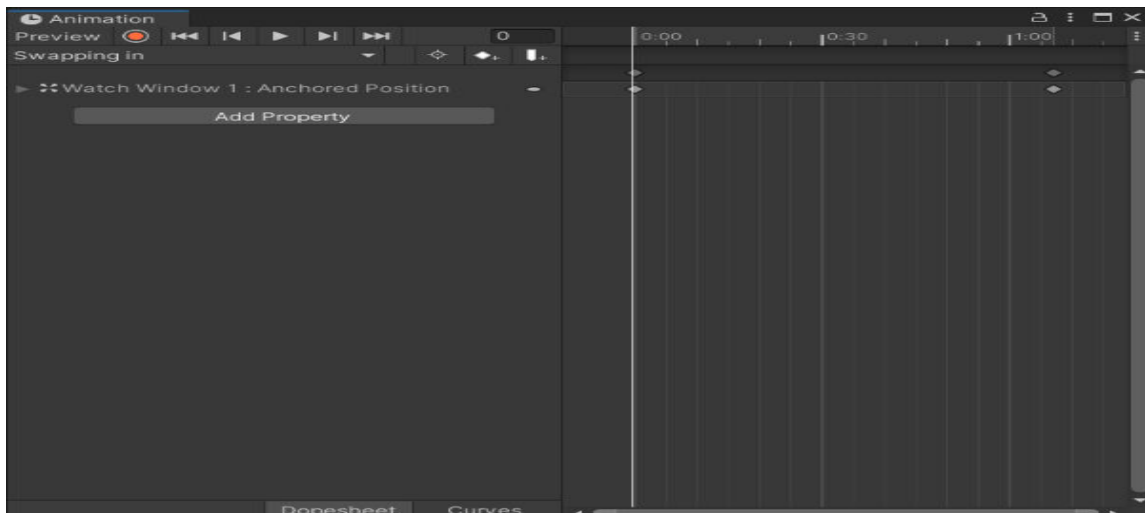 Animation
Preview 0 0:00 0:30 1:00
Swapping in
Watch Window 1 : Anchored Position
Add Property
Dopesheet Curves